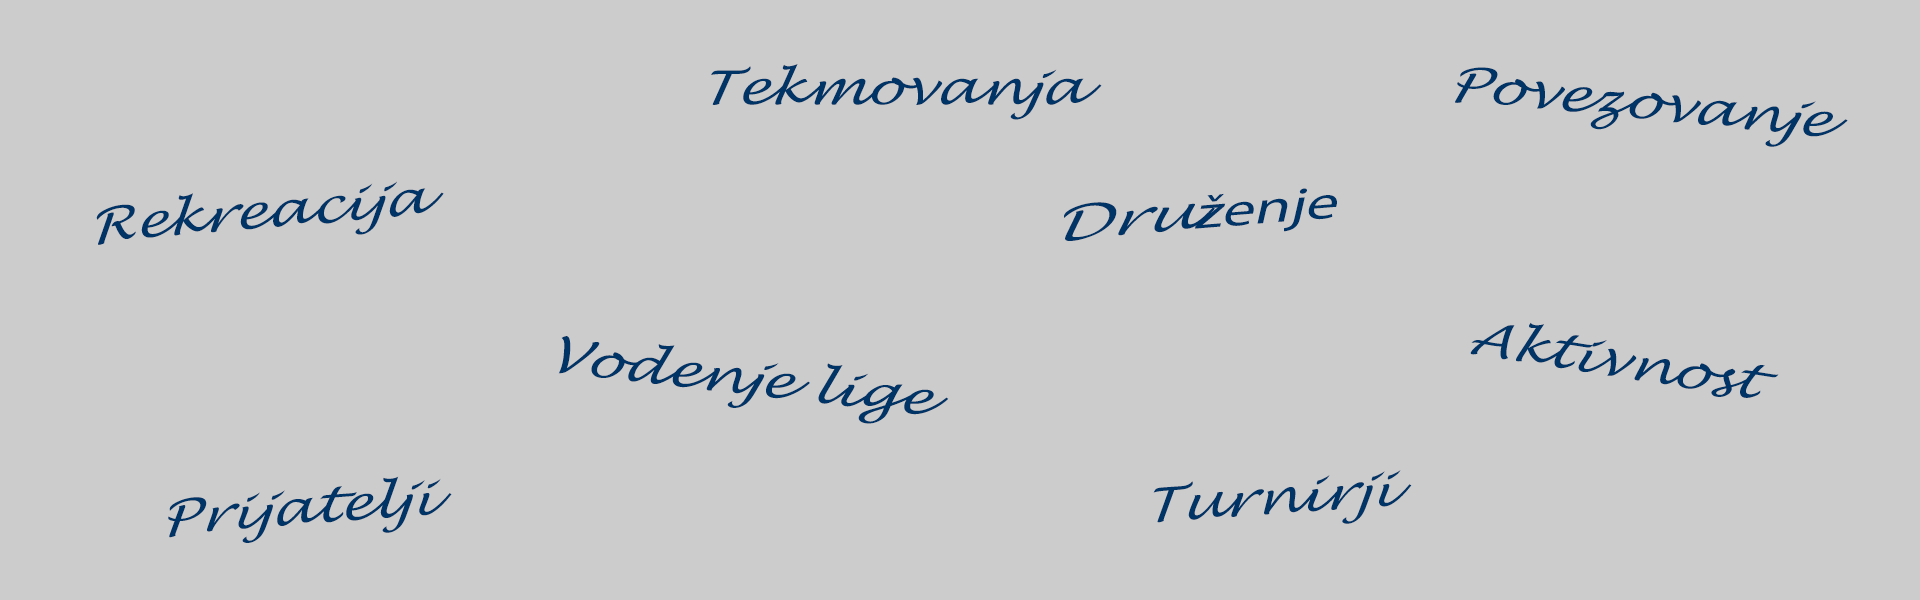 Tekmovanja
Povezovanje
Rekreacija
Druženje
Vodenje lige
Aktivnost
Prijatelji
Turnirji